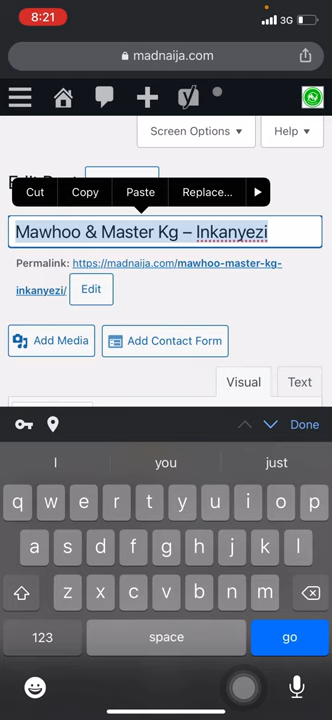 8:21
3G
madnaija.com
Screen Options ▼
Help ▼
Cut
Copy
Paste
Replace...
Mawhoo & Master Kg – Inkanyezi
Permalink: https://madnaija.com/mawhoo-master-kg-
inkanyezi/
Edit
Add Media
Add Contact Form
Visual
Text
Done
I
you
just
q w e r t y u i o p
a s d f g h j k l
z x c v b n m
123
space
go